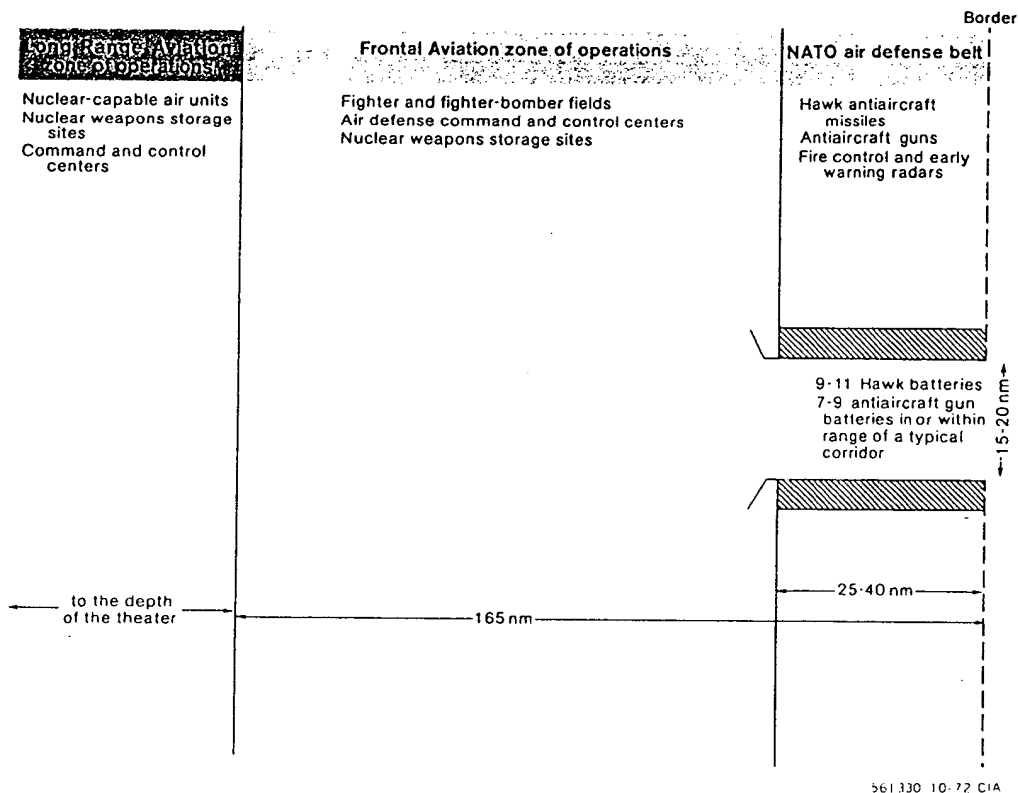 Border
Long Range Aviation
zone of operations
Frontal Aviation zone of operations
NATO air defense belt
Nuclear-capable air units
Nuclear weapons storage
sites
Command and control
centers
Fighter and fighter-bomber fields
Air defense command and control centers
Nuclear weapons storage sites
Hawk antiaircraft
missiles
Antiaircraft guns
Fire control and early
warning radars
9-11 Hawk batteries
7-9 antiaircraft gun
batteries in or within
range of a typical
corridor
15-20 nm
25-40 nm
to the depth
of the theater
165 nm
561330 10-72 CIA